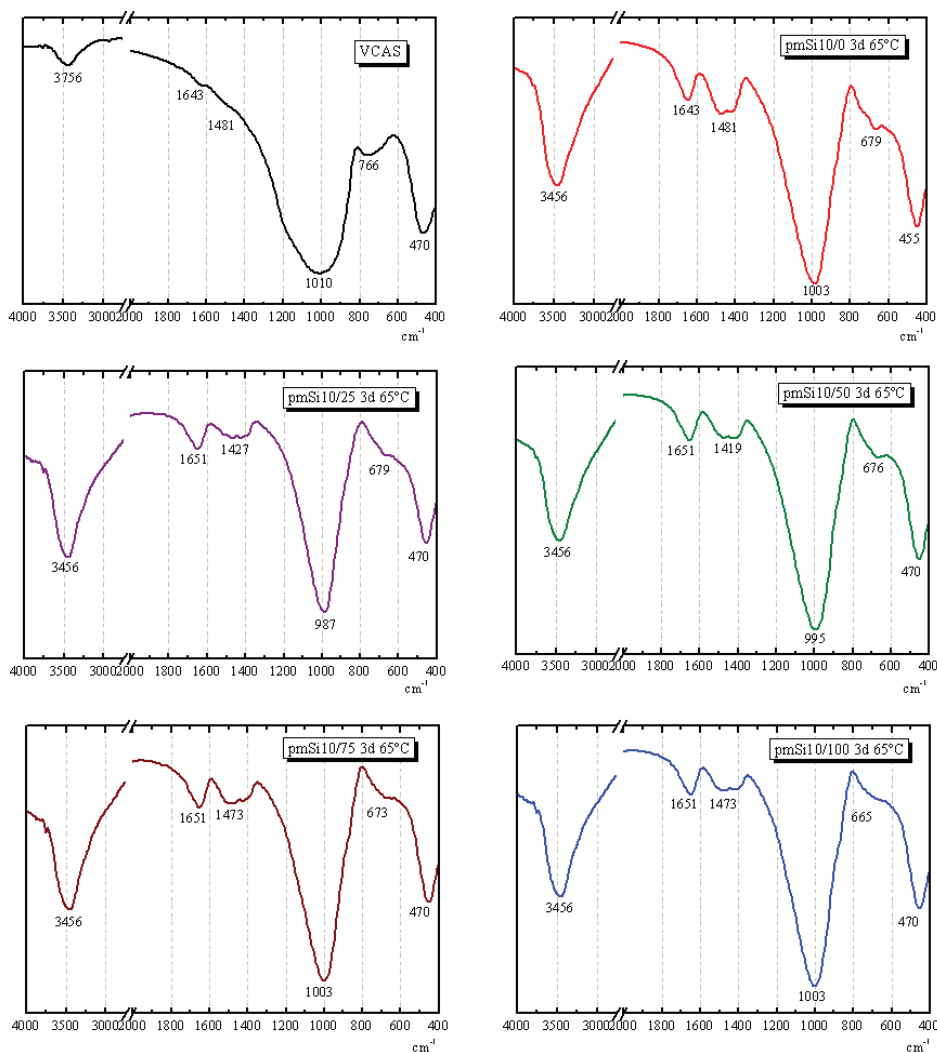 VCAS
3756
1643
1481
766
1010
470
4000 3500 3000 2000 1800 1600 1400 1200 1000 800 600 400
cm⁻¹
pmSi10/0 3d 65°C
1643
1481
679
3456
455
1003
4000 3500 3000 2000 1800 1600 1400 1200 1000 800 600 400
cm⁻¹
pmSi10/25 3d 65°C
1651
1427
679
3456
470
987
4000 3500 3000 2000 1800 1600 1400 1200 1000 800 600 400
cm⁻¹
pmSi10/50 3d 65°C
1651
1419
676
3456
470
995
4000 3500 3000 2000 1800 1600 1400 1200 1000 800 600 400
cm⁻¹
pmSi10/75 3d 65°C
1651
1473
673
3456
470
1003
4000 3500 3000 2000 1800 1600 1400 1200 1000 800 600 400
cm⁻¹
pmSi10/100 3d 65°C
1651
1473
665
3456
470
1003
4000 3500 3000 2000 1800 1600 1400 1200 1000 800 600 400
cm⁻¹